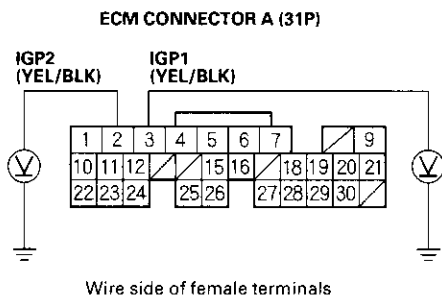 ECM CONNECTOR A (31P)
IGP2 IGP1
(YEL/BLK) (YEL/BLK)
1 2 3 4 5 6 7 9
V 10 11 12 15 16 18 19 20 21 V
22 23 24 25 26 27 28 29 30
Wire side of female terminals